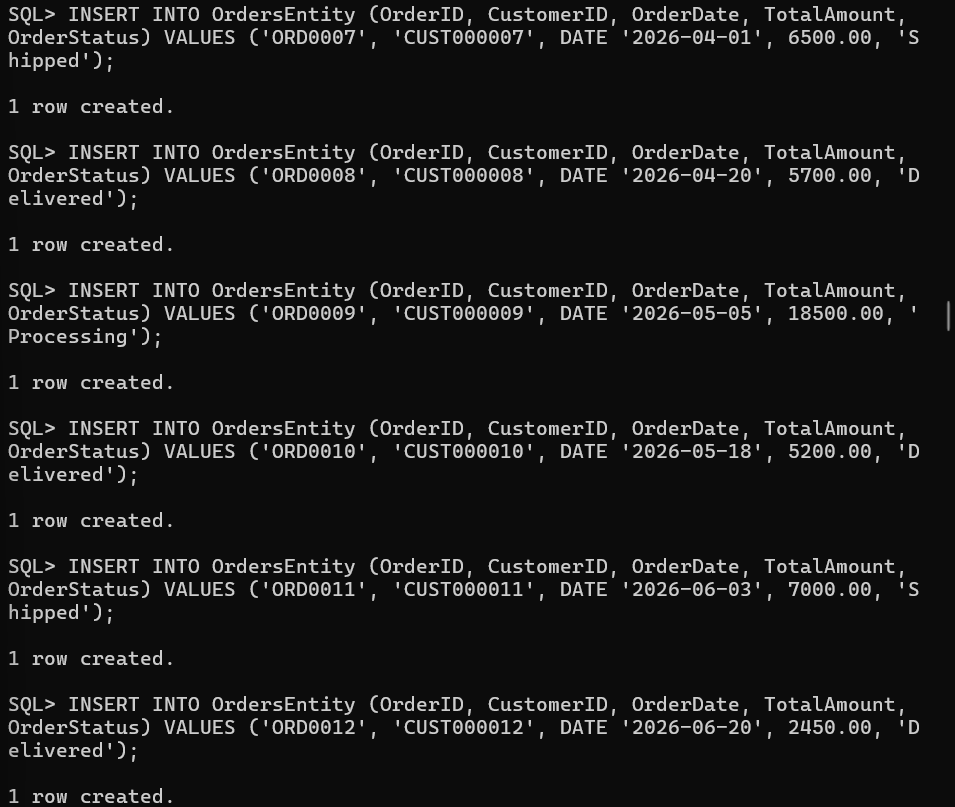 SQL> INSERT INTO OrdersEntity (OrderID, CustomerID, OrderDate, TotalAmount,
OrderStatus) VALUES ('ORD0007', 'CUST000007', DATE '2026-04-01', 6500.00, 'S
hipped');
1 row created.
SQL> INSERT INTO OrdersEntity (OrderID, CustomerID, OrderDate, TotalAmount,
OrderStatus) VALUES ('ORD0008', 'CUST000008', DATE '2026-04-20', 5700.00, 'D
elivered');
1 row created.
SQL> INSERT INTO OrdersEntity (OrderID, CustomerID, OrderDate, TotalAmount,
OrderStatus) VALUES ('ORD0009', 'CUST000009', DATE '2026-05-05', 18500.00, '
Processing');
1 row created.
SQL> INSERT INTO OrdersEntity (OrderID, CustomerID, OrderDate, TotalAmount,
OrderStatus) VALUES ('ORD0010', 'CUST000010', DATE '2026-05-18', 5200.00, 'D
elivered');
1 row created.
SQL> INSERT INTO OrdersEntity (OrderID, CustomerID, OrderDate, TotalAmount,
OrderStatus) VALUES ('ORD0011', 'CUST000011', DATE '2026-06-03', 7000.00, 'S
hipped');
1 row created.
SQL> INSERT INTO OrdersEntity (OrderID, CustomerID, OrderDate, TotalAmount,
OrderStatus) VALUES ('ORD0012', 'CUST000012', DATE '2026-06-20', 2450.00, 'D
elivered');
1 row created.